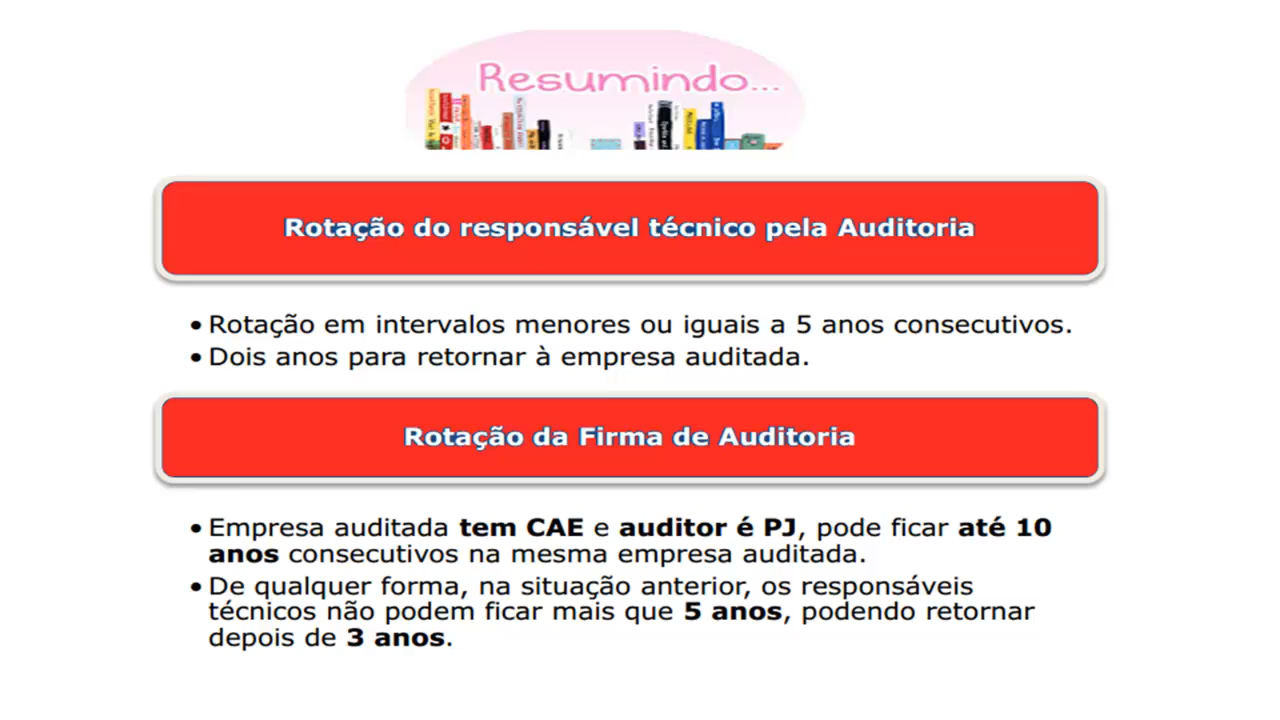 Resumindo...
Rotação do responsável técnico pela Auditoria
• Rotação em intervalos menores ou iguais a 5 anos consecutivos.
• Dois anos para retornar à empresa auditada.
Rotação da Firma de Auditoria
• Empresa auditada tem CAE e auditor é PJ, pode ficar até 10
anos consecutivos na mesma empresa auditada.
• De qualquer forma, na situação anterior, os responsáveis
técnicos não podem ficar mais que 5 anos, podendo retornar
depois de 3 anos.